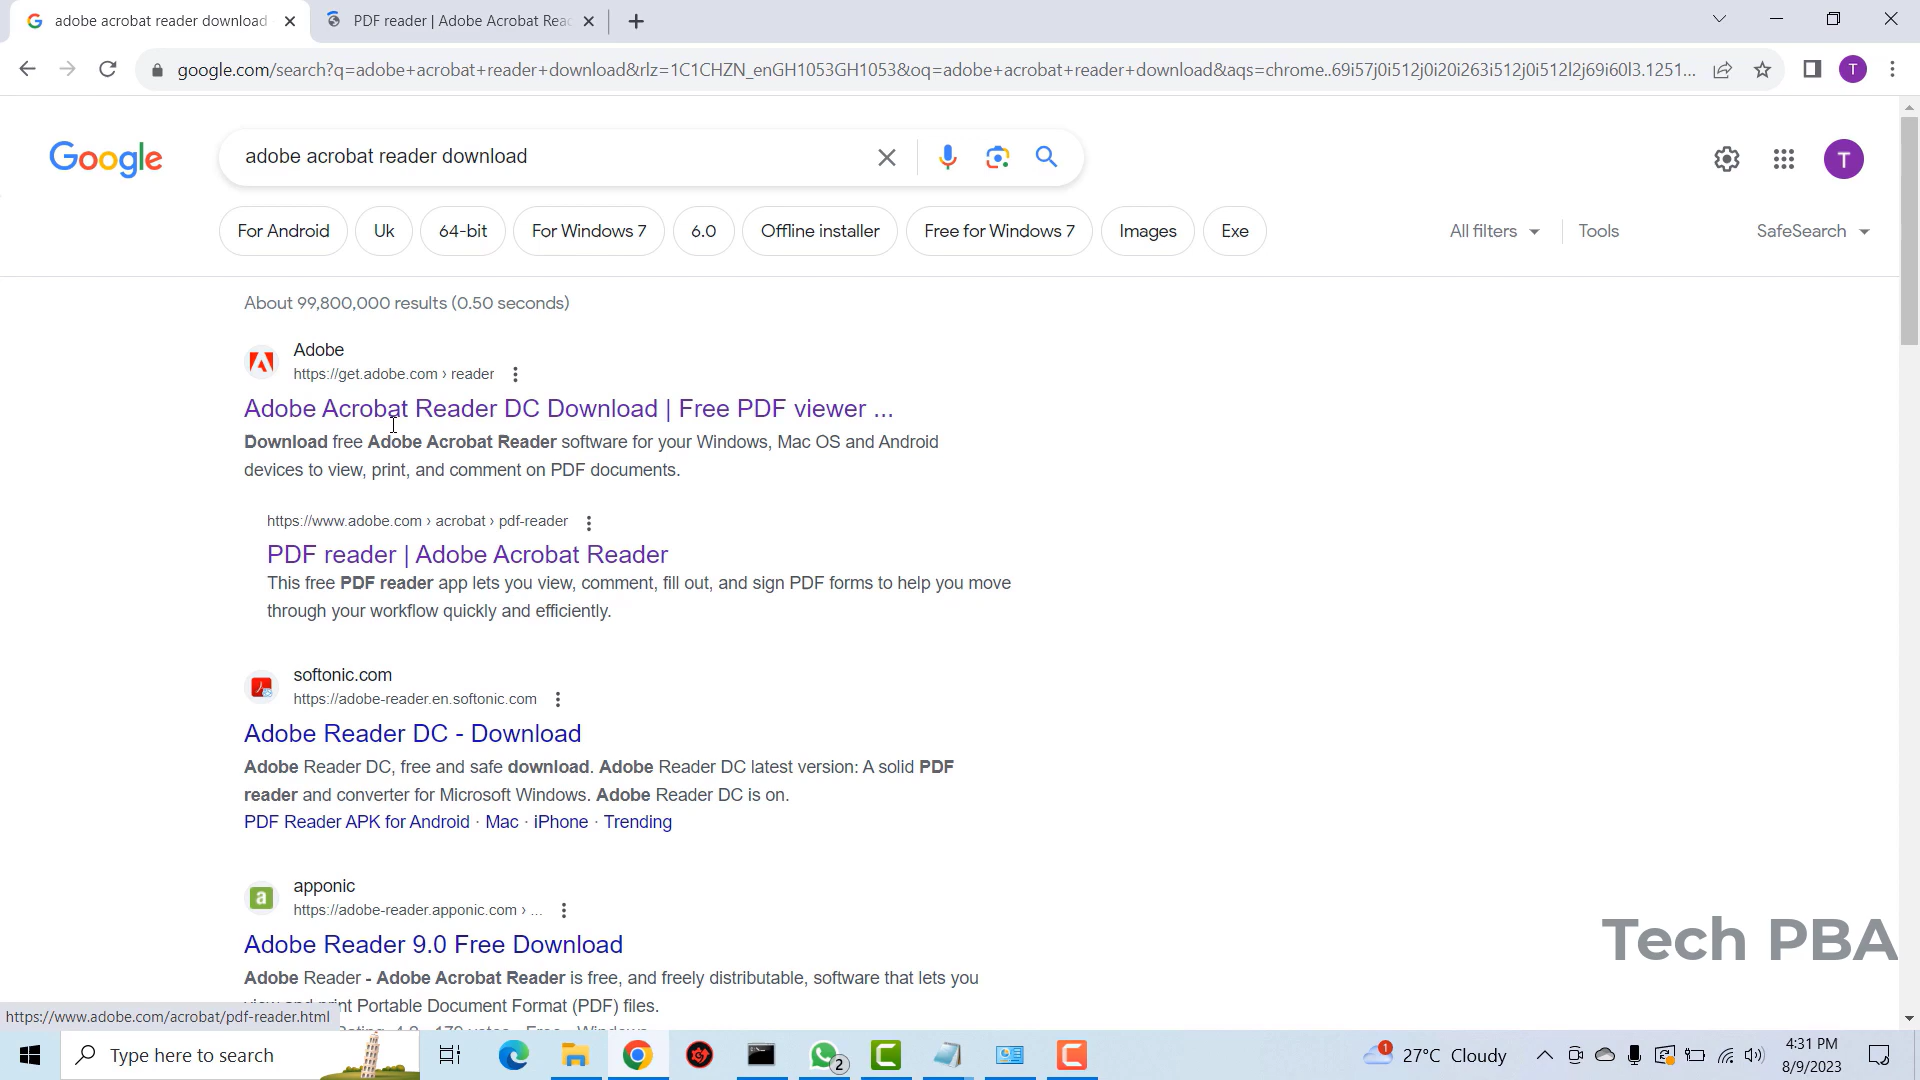 adobe acrobat reader download
PDF reader | Adobe Acrobat Reac
google.com/search?q=adobe+acrobat+reader+download&rlz=1C1CHZN_enGH1053GH1053&oq=adobe+acrobat+reader+download&aqs=chrome..69i57j0i512j0i20i263i512j0i512l2j69i60l3.1251...
T
Google
adobe acrobat reader download
T
For Android
Uk
64-bit
For Windows 7
6.0
Offline installer
Free for Windows 7
Images
Exe
All filters
Tools
SafeSearch
About 99,800,000 results (0.50 seconds)
Adobe
https://get.adobe.com › reader
Adobe Acrobat Reader DC Download | Free PDF viewer ...
Download free Adobe Acrobat Reader software for your Windows, Mac OS and Android
devices to view, print, and comment on PDF documents.
https://www.adobe.com › acrobat › pdf-reader
PDF reader | Adobe Acrobat Reader
This free PDF reader app lets you view, comment, fill out, and sign PDF forms to help you move
through your workflow quickly and efficiently.
softonic.com
https://adobe-reader.en.softonic.com
Adobe Reader DC - Download
Adobe Reader DC, free and safe download. Adobe Reader DC latest version: A solid PDF
reader and converter for Microsoft Windows. Adobe Reader DC is on.
PDF Reader APK for Android · Mac · iPhone · Trending
a
apponic
https://adobe-reader.apponic.com › ...
Adobe Reader 9.0 Free Download
Adobe Reader - Adobe Acrobat Reader is free, and freely distributable, software that lets you
Portable Document Format (PDF) files.
Tech PBA
https://www.adobe.com/acrobat/pdf-reader.html
Type here to search
2
1
27°C Cloudy
4:31 PM
8/9/2023